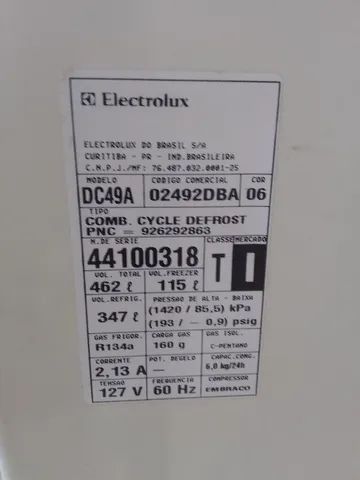 Electrolux
ELECTROLUX DO BRASIL S/A
CURITIBA - PR - IND.BRASILEIRA
C.N.P.J./MF: 76.487.032.0001-25
MODELO CÓDIGO COMERCIAL COR
DC49A 02492DBA 06
TIPO
COMB. CYCLE DEFROST
PNC = 926292863
N.DE SERIE CLASSE MERCADO
44100318 T I
VOL. TOTAL VOL.FREEZER
462 ℓ 115 ℓ
VOL.REFRIG. PRESSAO DE ALTA - BAIXA
347 ℓ (1420 / 85,5) kPa
(193 / - 0,9) psig
GAS FRIGOR. CARGA GAS GAS ISOL.
R134a 160 g C-PENTANO
CORRENTE POT. DEGELO CAPAC.CONG.
2,13 A — 6,0 kg/24h
TENSAO FREQUENCIA COMPRESSOR
127 V 60 Hz EMBRACO